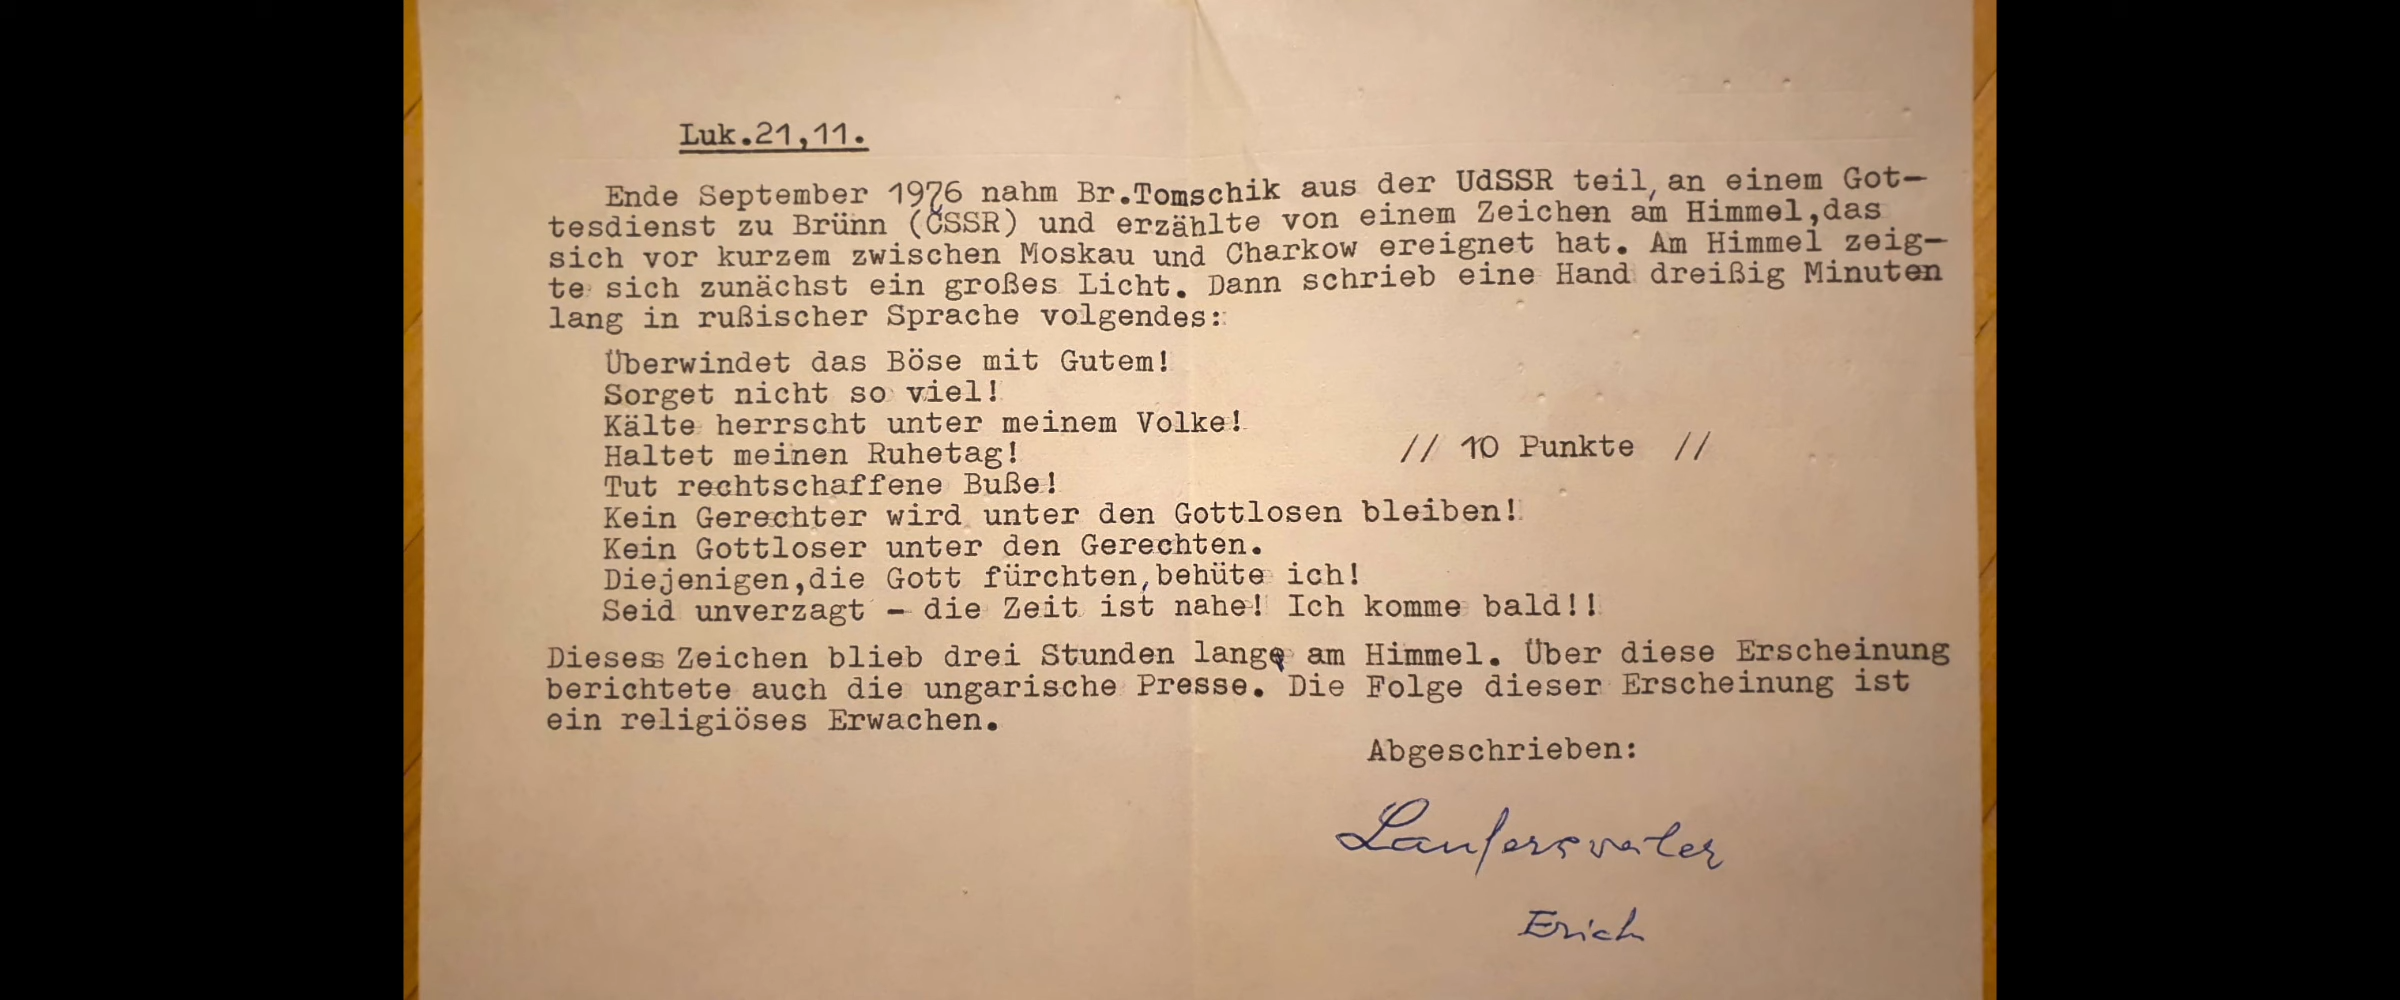 Luk.21,11.
Ende September 1976 nahm Br.Tomschik aus der UdSSR teil, an einem Got-
tesdienst zu Brünn (ČSSR) und erzählte von einem Zeichen am Himmel,das
sich vor kurzem zwischen Moskau und Charkow ereignet hat. Am Himmel zeig-
te sich zunächst ein großes Licht. Dann schrieb eine Hand dreißig Minuten
lang in rußischer Sprache volgendes:
Überwindet das Böse mit Gutem!
Sorget nicht so viel!
Kälte herrscht unter meinem Volke!
Haltet meinen Ruhetag!
// 10 Punkte //
Tut rechtschaffene Buße!
Kein Gerechter wird unter den Gottlosen bleiben!
Kein Gottloser unter den Gerechten.
Diejenigen,die Gott fürchten,behüte ich!
Seid unverzagt - die Zeit ist nahe! Ich komme bald!!
Dieses Zeichen blieb drei Stunden lang am Himmel. Über diese Erscheinung
berichtete auch die ungarische Presse. Die Folge dieser Erscheinung ist
ein religiöses Erwachen.
Abgeschrieben:
Laufersweiler
Erich